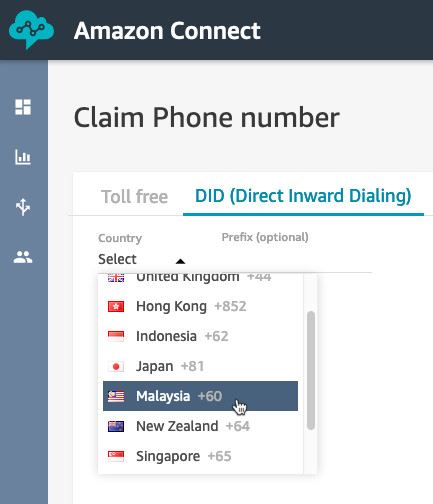 Amazon Connect
Claim Phone number
Toll free DID (Direct Inward Dialing)
Country Prefix (optional)
Select
United Kingdom +44
Hong Kong +852
Indonesia +62
Japan +81
Malaysia +60
New Zealand +64
Singapore +65